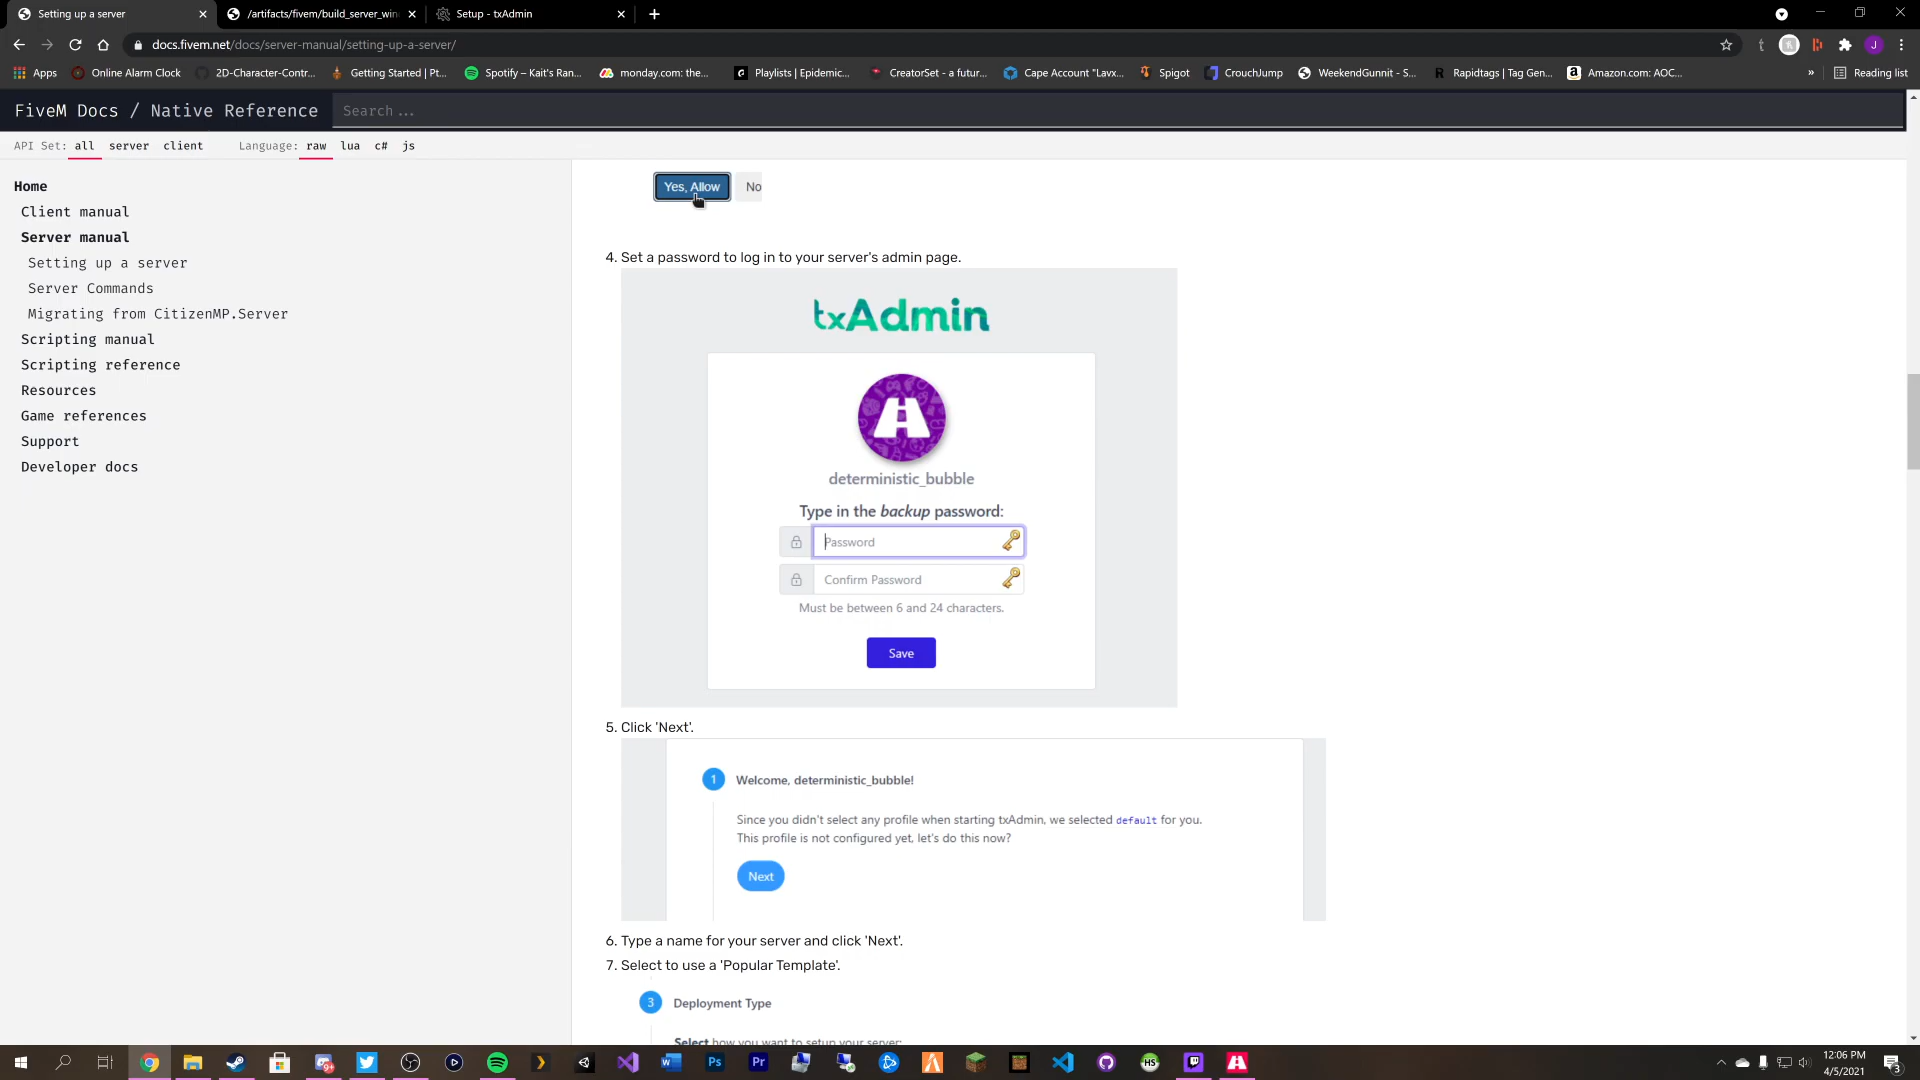 Setting up a server
/artifacts/fivem/build_server_win
Setup - txAdmin
docs.fivem.net/docs/server-manual/setting-up-a-server/
Apps
Online Alarm Clock
2D-Character-Contr...
Getting Started | Pt...
Spotify – Kait's Ran...
monday.com: the...
Playlists | Epidemic...
CreatorSet - a futur...
Cape Account "Lavx...
Spigot
CrouchJump
WeekendGunnit - S...
Rapidtags | Tag Gen...
Amazon.com: AOC...
»
Reading list
FiveM Docs / Native Reference
Search ...
API Set: all server client Language: raw lua c# js
Home
Client manual
Server manual
Setting up a server
Server Commands
Migrating from CitizenMP.Server
Scripting manual
Scripting reference
Resources
Game references
Support
Developer docs
Yes, Allow
No
4. Set a password to log in to your server's admin page.
txAdmin
deterministic_bubble
Type in the backup password:
Password
Confirm Password
Must be between 6 and 24 characters.
Save
5. Click 'Next'.
1 Welcome, deterministic_bubble!
Since you didn't select any profile when starting txAdmin, we selected default for you.
This profile is not configured yet, let's do this now?
Next
6. Type a name for your server and click 'Next'.
7. Select to use a 'Popular Template'.
3 Deployment Type
Select how you want to setup your server:
12:06 PM
4/5/2021